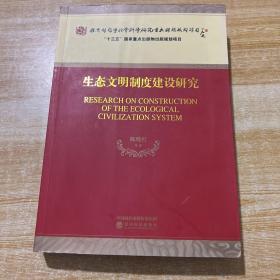 教育部哲学社会科学研究重大课题攻关项目
"十三五"国家重点出版物出版规划项目
生态文明制度建设研究
RESEARCH ON CONSTRUCTION
OF THE ECOLOGICAL
CIVILIZATION SYSTEM